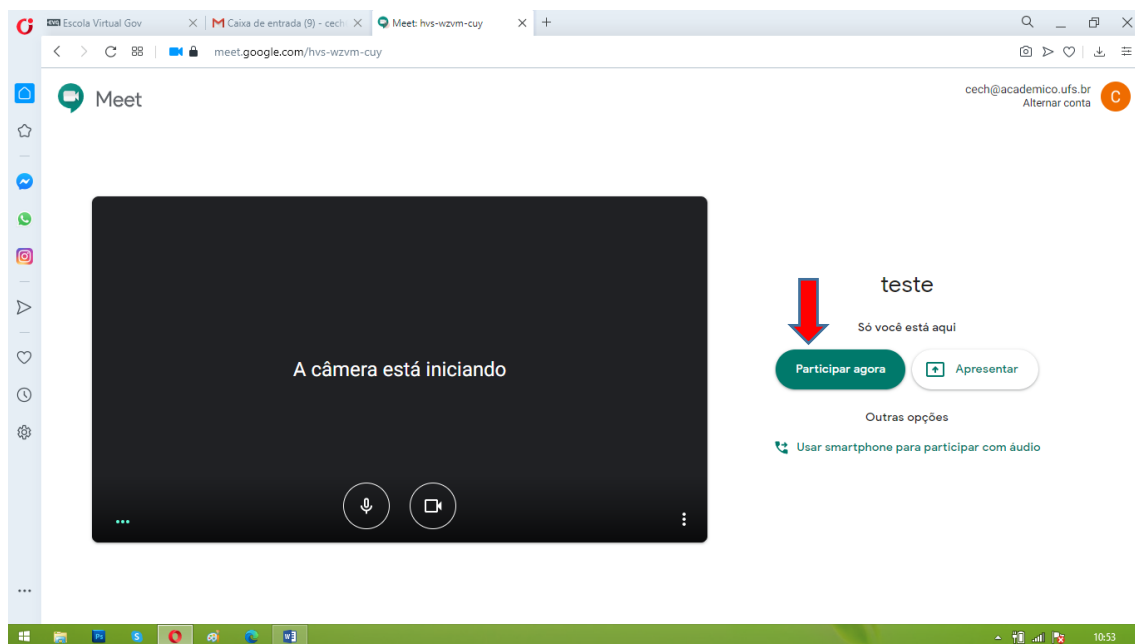 Escola Virtual Gov
Caixa de entrada (9) - cech
Meet: hvs-wzvm-cuy
meet.google.com/hvs-wzvm-cuy
Meet
cech@academico.ufs.br
Alternar conta
C
teste
Só você está aqui
A câmera está iniciando
Participar agora
Apresentar
Outras opções
Usar smartphone para participar com áudio
Ps
10:53